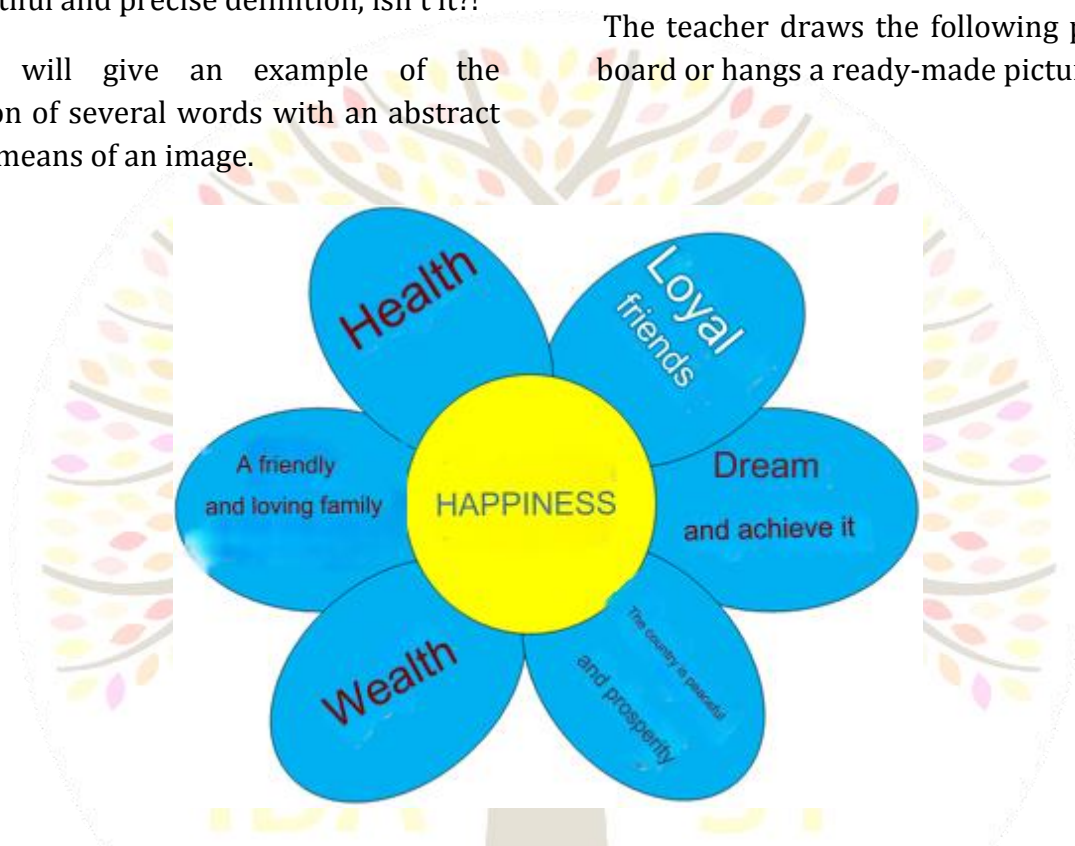 tiful and precise definition, isn't it??
will give an example of the
on of several words with an abstract
means of an image.
The teacher draws the following p
board or hangs a ready-made pictu
Health
Loyal
friends
A friendly
and loving family
HAPPINESS
Dream
and achieve it
Wealth
The country is peaceful
and prosperity